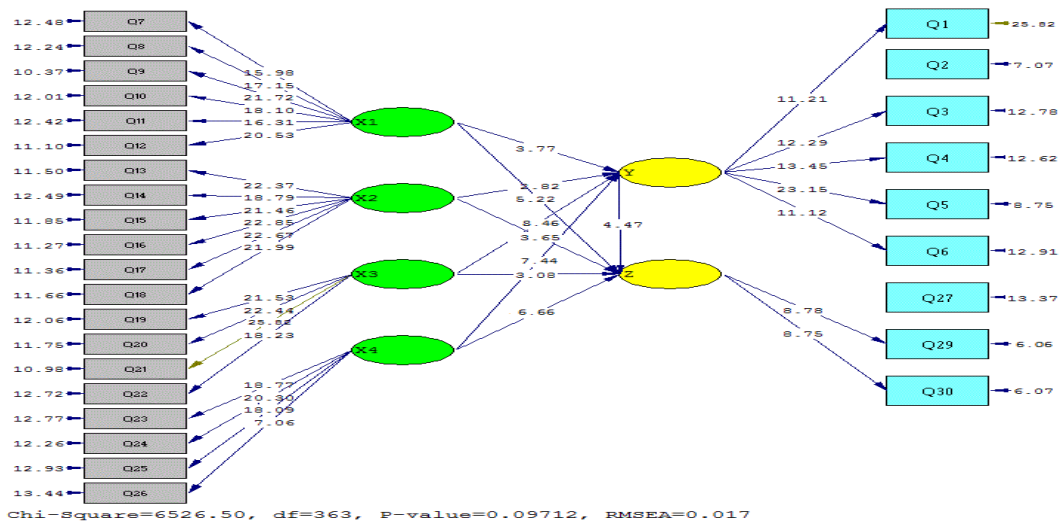 12.48 Q7
12.24 Q8
10.37 Q9
12.01 Q10
12.42 Q11
11.10 Q12
11.50 Q13
12.49 Q14
11.85 Q15
11.27 Q16
11.36 Q17
11.66 Q18
12.06 Q19
11.75 Q20
10.98 Q21
12.72 Q22
12.77 Q23
12.26 Q24
12.93 Q25
13.44 Q26
15.98
17.15
21.72
18.10
16.31
20.53
X1
22.37
18.79
21.46
22.85
22.67
21.99
X2
21.53
22.44
25.82
18.23
X3
18.77
20.30
18.09
7.06
X4
3.77
2.82
5.22
8.46
3.65
7.44
3.08
6.66
Y
4.47
Z
11.21
12.29
13.45
23.15
11.12
8.78
8.75
Q1 25.82
Q2 7.07
Q3 12.78
Q4 12.62
Q5 8.75
Q6 12.91
Q27 13.37
Q29 6.06
Q30 6.07
Chi-Square=6526.50, df=363, P-value=0.09712, RMSEA=0.017